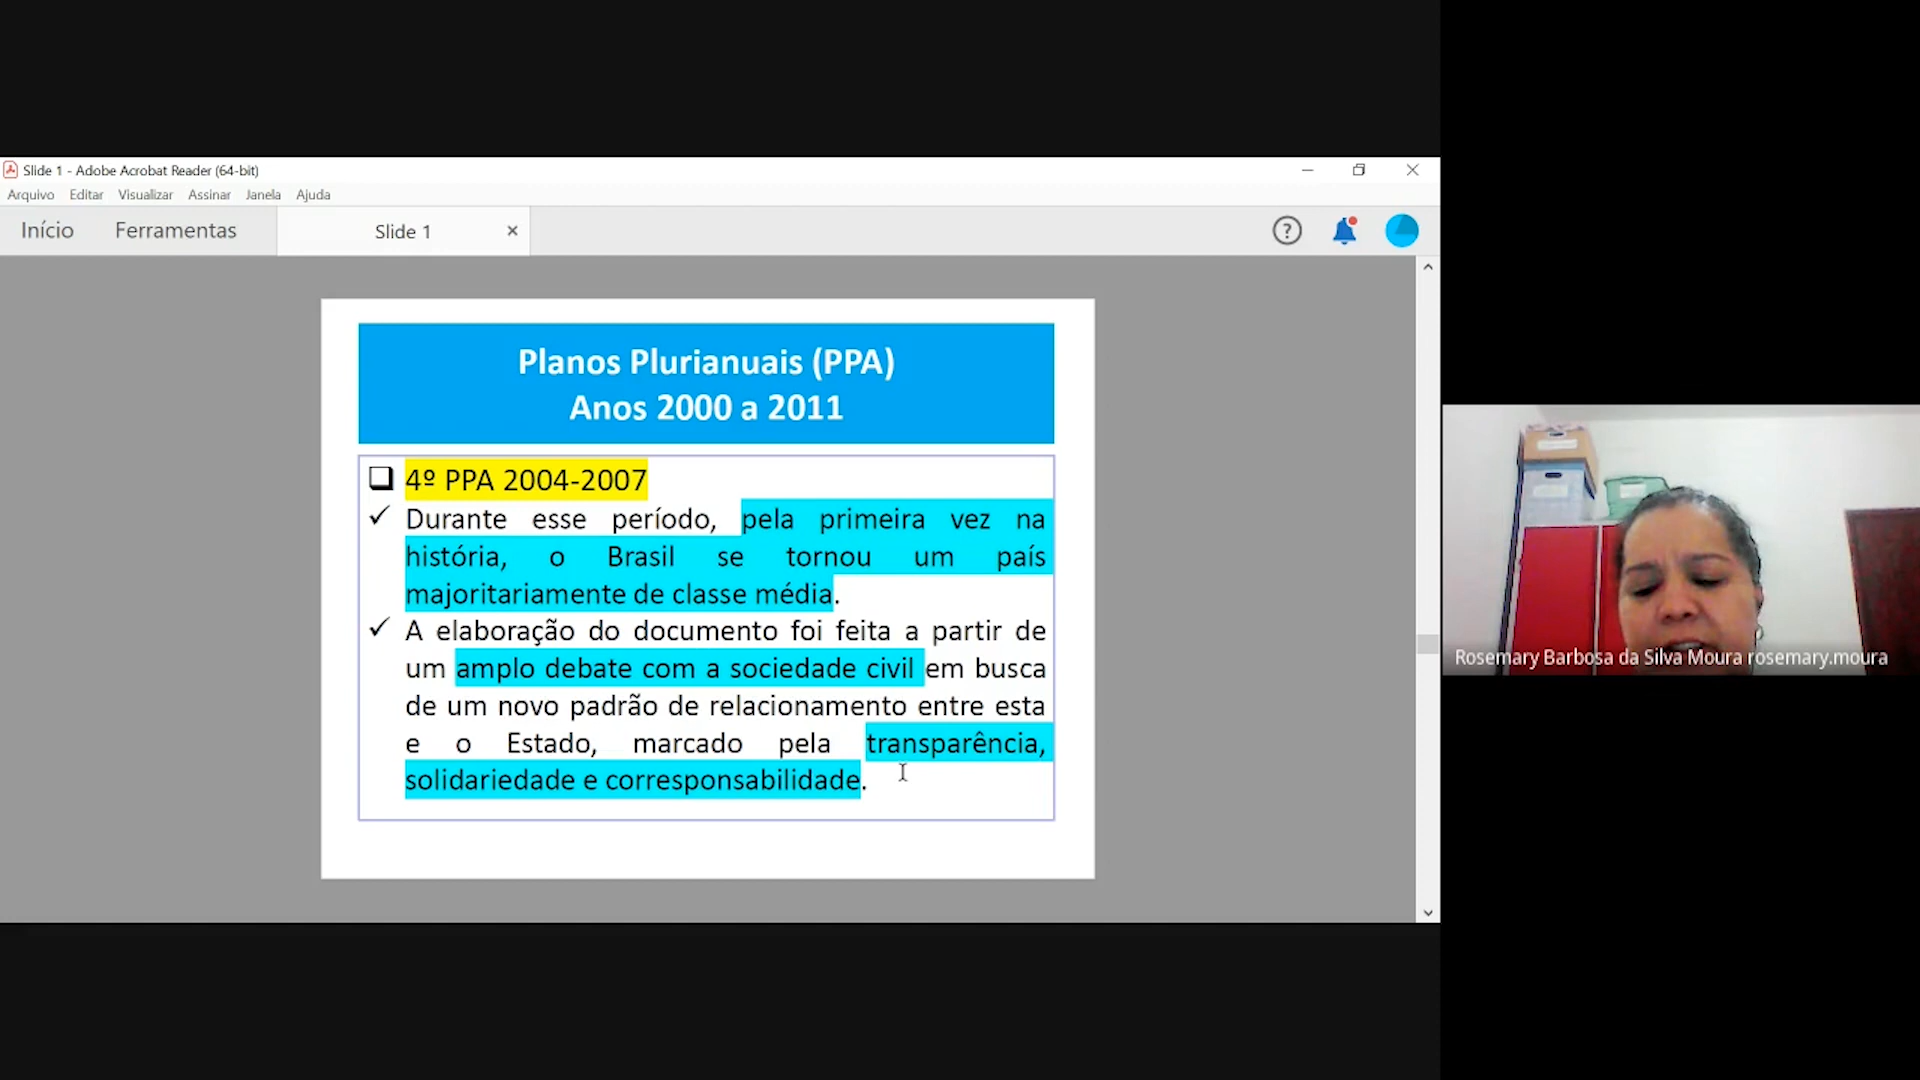 Slide 1 - Adobe Acrobat Reader (64-bit)
Arquivo Editar Visualizar Assinar Janela Ajuda
Início Ferramentas Slide 1
Planos Plurianuais (PPA)
Anos 2000 a 2011
4º PPA 2004-2007
Durante esse período, pela primeira vez na
história, o Brasil se tornou um país
majoritariamente de classe média.
A elaboração do documento foi feita a partir de
um amplo debate com a sociedade civil em busca
de um novo padrão de relacionamento entre esta
e o Estado, marcado pela transparência,
solidariedade e corresponsabilidade.
Rosemary Barbosa da Silva Moura rosemary.moura